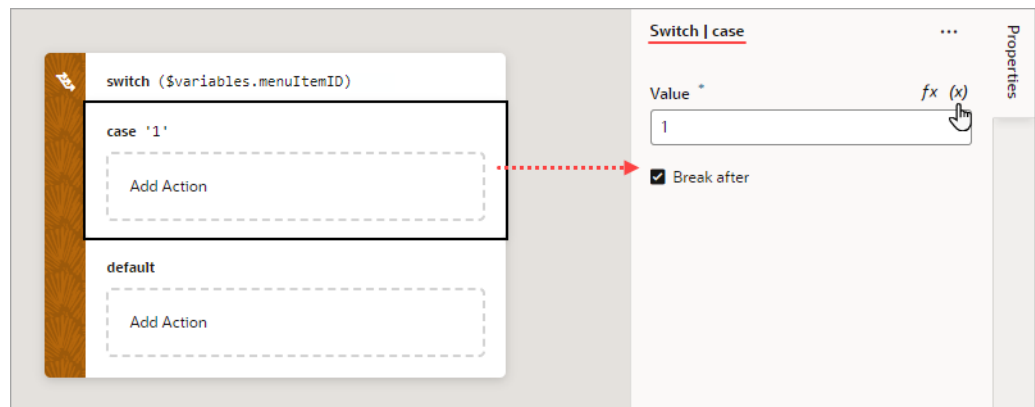 switch ($variables.menuItemID)
case '1'
Add Action
default
Add Action
Switch | case
...
Value *
fx (x)
1
Break after
Properties